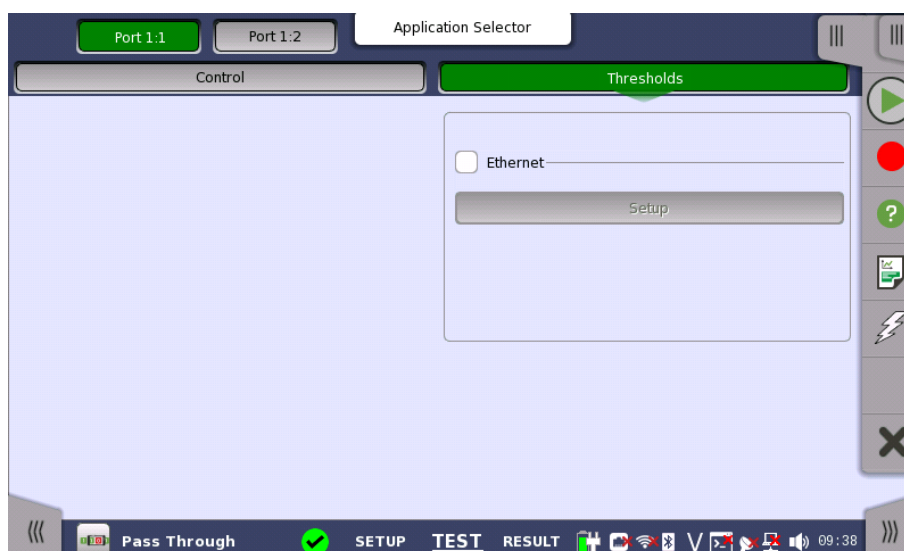 Port 1:1
Port 1:2
Application Selector
Control
Thresholds
Ethernet
Setup
?
Pass Through
SETUP
TEST
RESULT
09:38